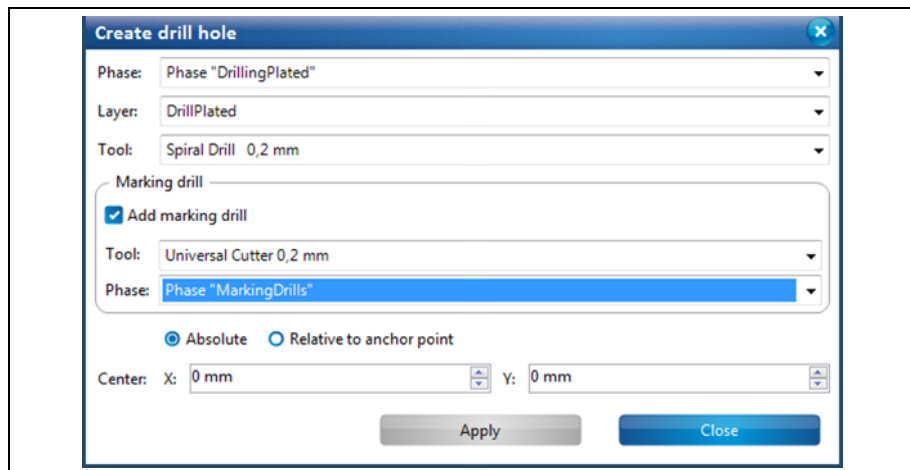 Create drill hole
Phase: Phase "DrillingPlated"
Layer: DrillPlated
Tool: Spiral Drill 0,2 mm
Marking drill
Add marking drill
Tool: Universal Cutter 0,2 mm
Phase: Phase "MarkingDrills"
Absolute Relative to anchor point
Center: X: 0 mm Y: 0 mm
Apply Close